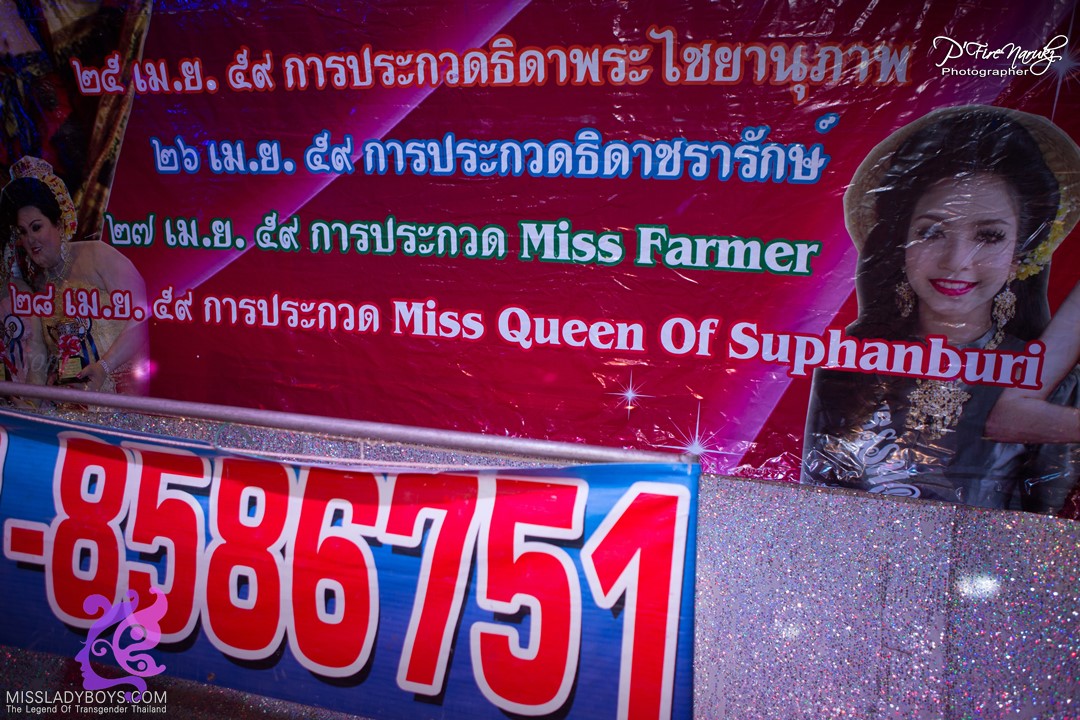 P'Fire Naruki
Photographer
๒๕ เม.ย. ๕๙ การประกวดธิดาพระไชยานุภาพ
๒๖ เม.ย. ๕๙ การประกวดธิดาชรารักษ์
๒๗ เม.ย. ๕๙ การประกวด Miss Farmer
๒๘ เม.ย. ๕๙ การประกวด Miss Queen Of Suphanburi
-8586751
MISSLADYBOYS.COM
The Legend Of Transgender Thailand